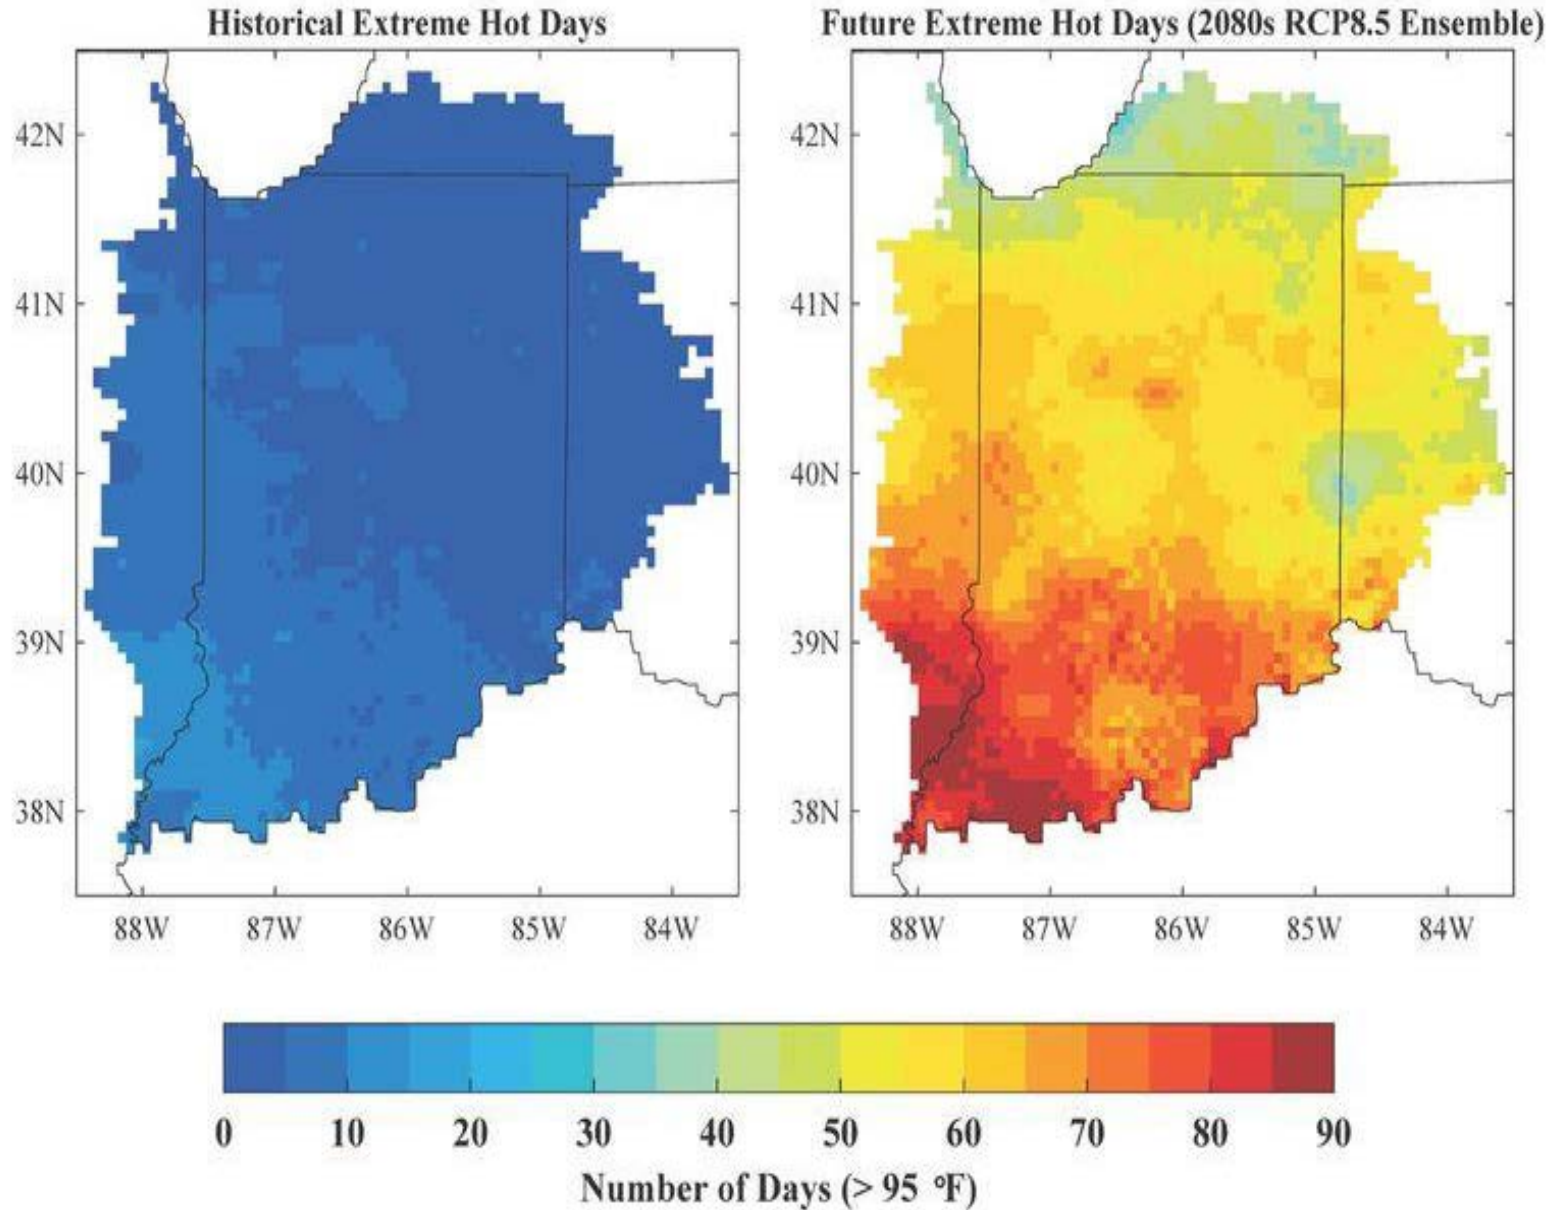 Historical Extreme Hot Days
Future Extreme Hot Days (2080s RCP8.5 Ensemble)
42N
41N
40N
39N
38N
88W 87W 86W 85W 84W
42N
41N
40N
39N
38N
88W 87W 86W 85W 84W
0 10 20 30 40 50 60 70 80 90
Number of Days (> 95 °F)